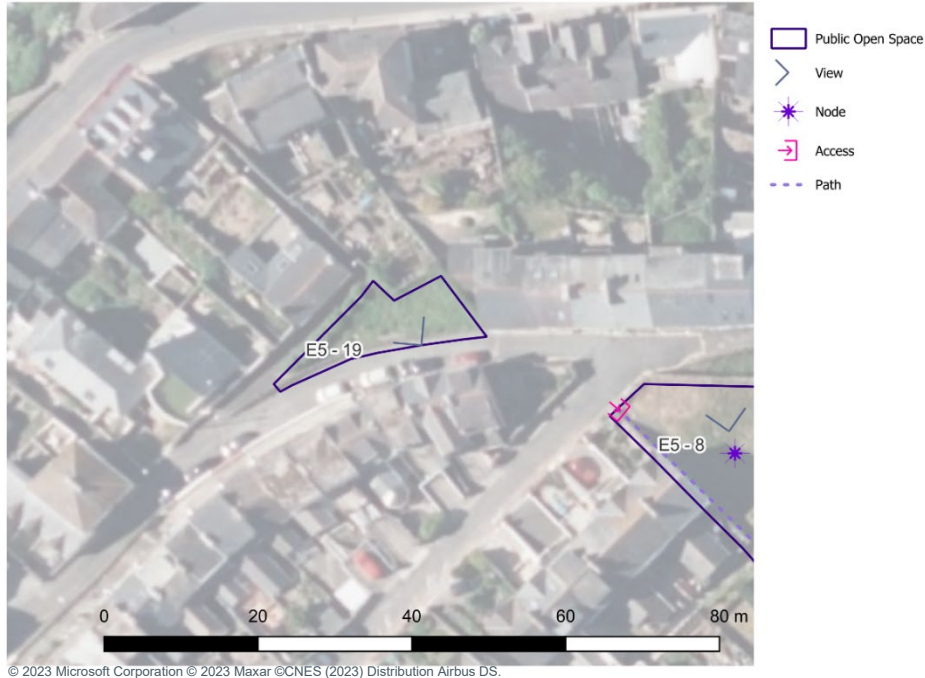 Public Open Space
View
Node
Access
Path
E5 - 19
E5 - 8
0 20 40 60 80 m
© 2023 Microsoft Corporation © 2023 Maxar ©CNES (2023) Distribution Airbus DS.